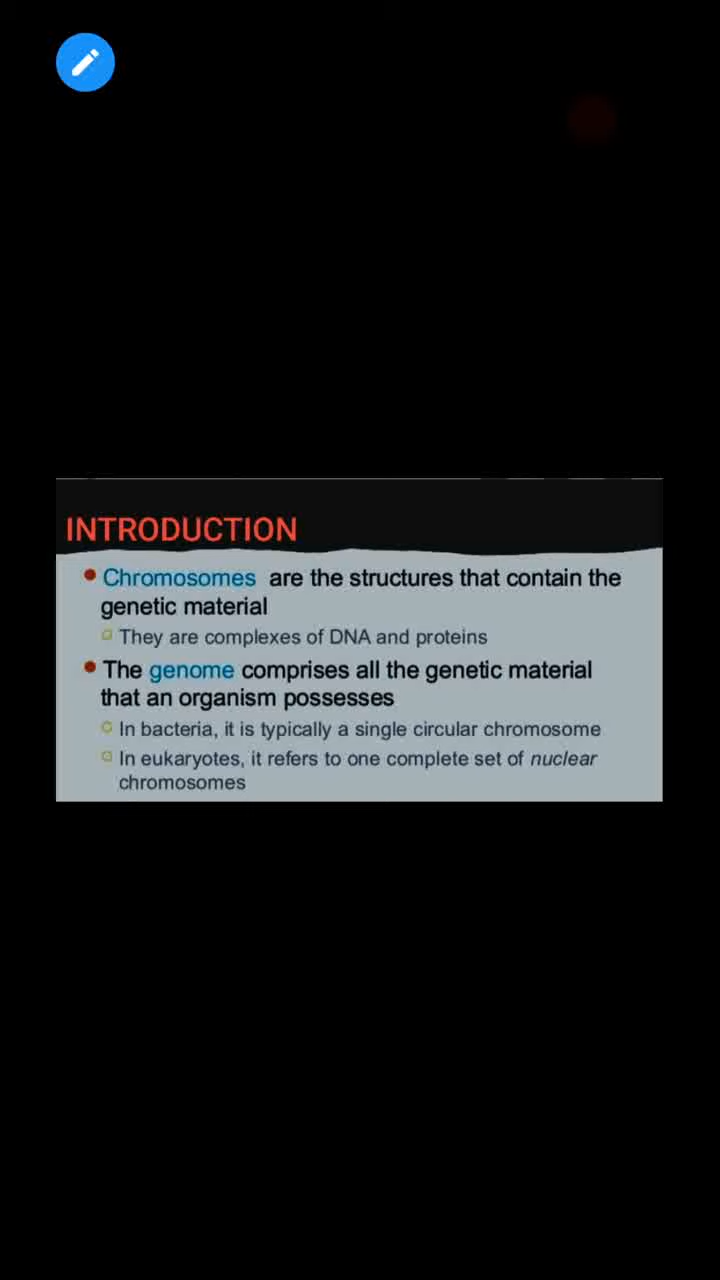 INTRODUCTION
Chromosomes are the structures that contain the
genetic material
They are complexes of DNA and proteins
The genome comprises all the genetic material
that an organism possesses
In bacteria, it is typically a single circular chromosome
In eukaryotes, it refers to one complete set of nuclear
chromosomes